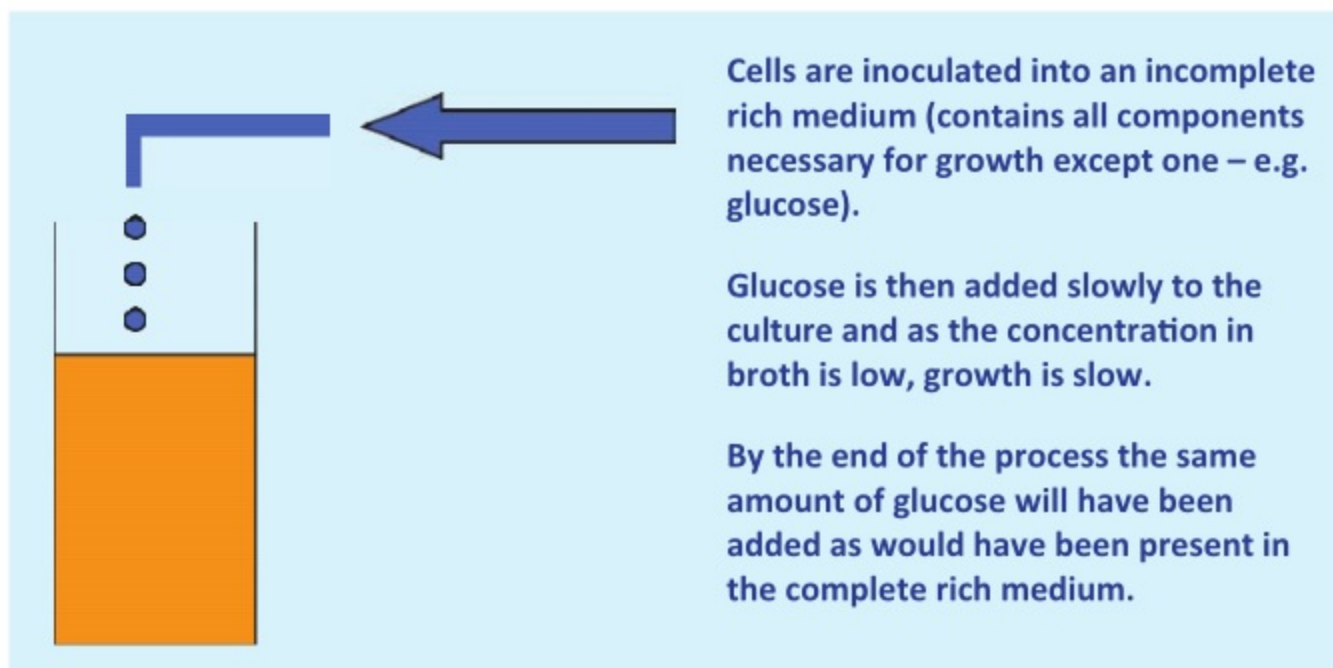 Cells are inoculated into an incomplete
rich medium (contains all components
necessary for growth except one – e.g.
glucose).
Glucose is then added slowly to the
culture and as the concentration in
broth is low, growth is slow.
By the end of the process the same
amount of glucose will have been
added as would have been present in
the complete rich medium.